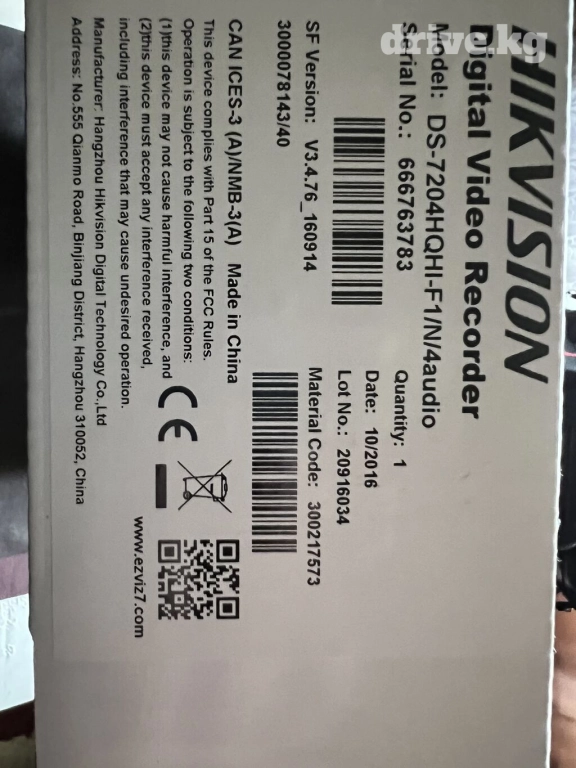 drive.kg
HIKVISION
Digital Video Recorder
Model: DS-7204HQHI-F1/N/4audio
Serial No.: 666763783
Quantity: 1
Date: 10/2016
Lot No.: 20916034
SF Version: V3.4.76_160914
Material Code: 300217573
3000078143/40
CAN ICES-3 (A)/NMB-3(A) Made in China
This device complies with Part 15 of the FCC Rules.
Operation is subject to the following two conditions:
(1)this device may not cause harmful interference, and
(2)this device must accept any interference received,
including interference that may cause undesired operation.
CE
www.ezviz7.com
Manufacturer: Hangzhou Hikvision Digital Technology Co.,Ltd
Address: No.555 Qianmo Road, Binjiang District, Hangzhou 310052, China